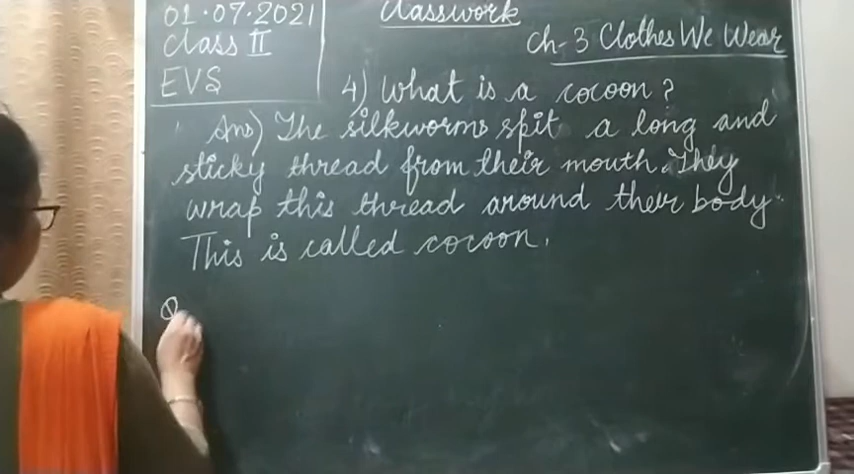 01.07.2021
Classwork
Class II
Ch-3 Clothes We Wear
EVS
4) What is a cocoon?
Ans) The silkworms spit a long and
sticky thread from their mouth. They
wrap this thread around their body.
This is called cocoon.
Q